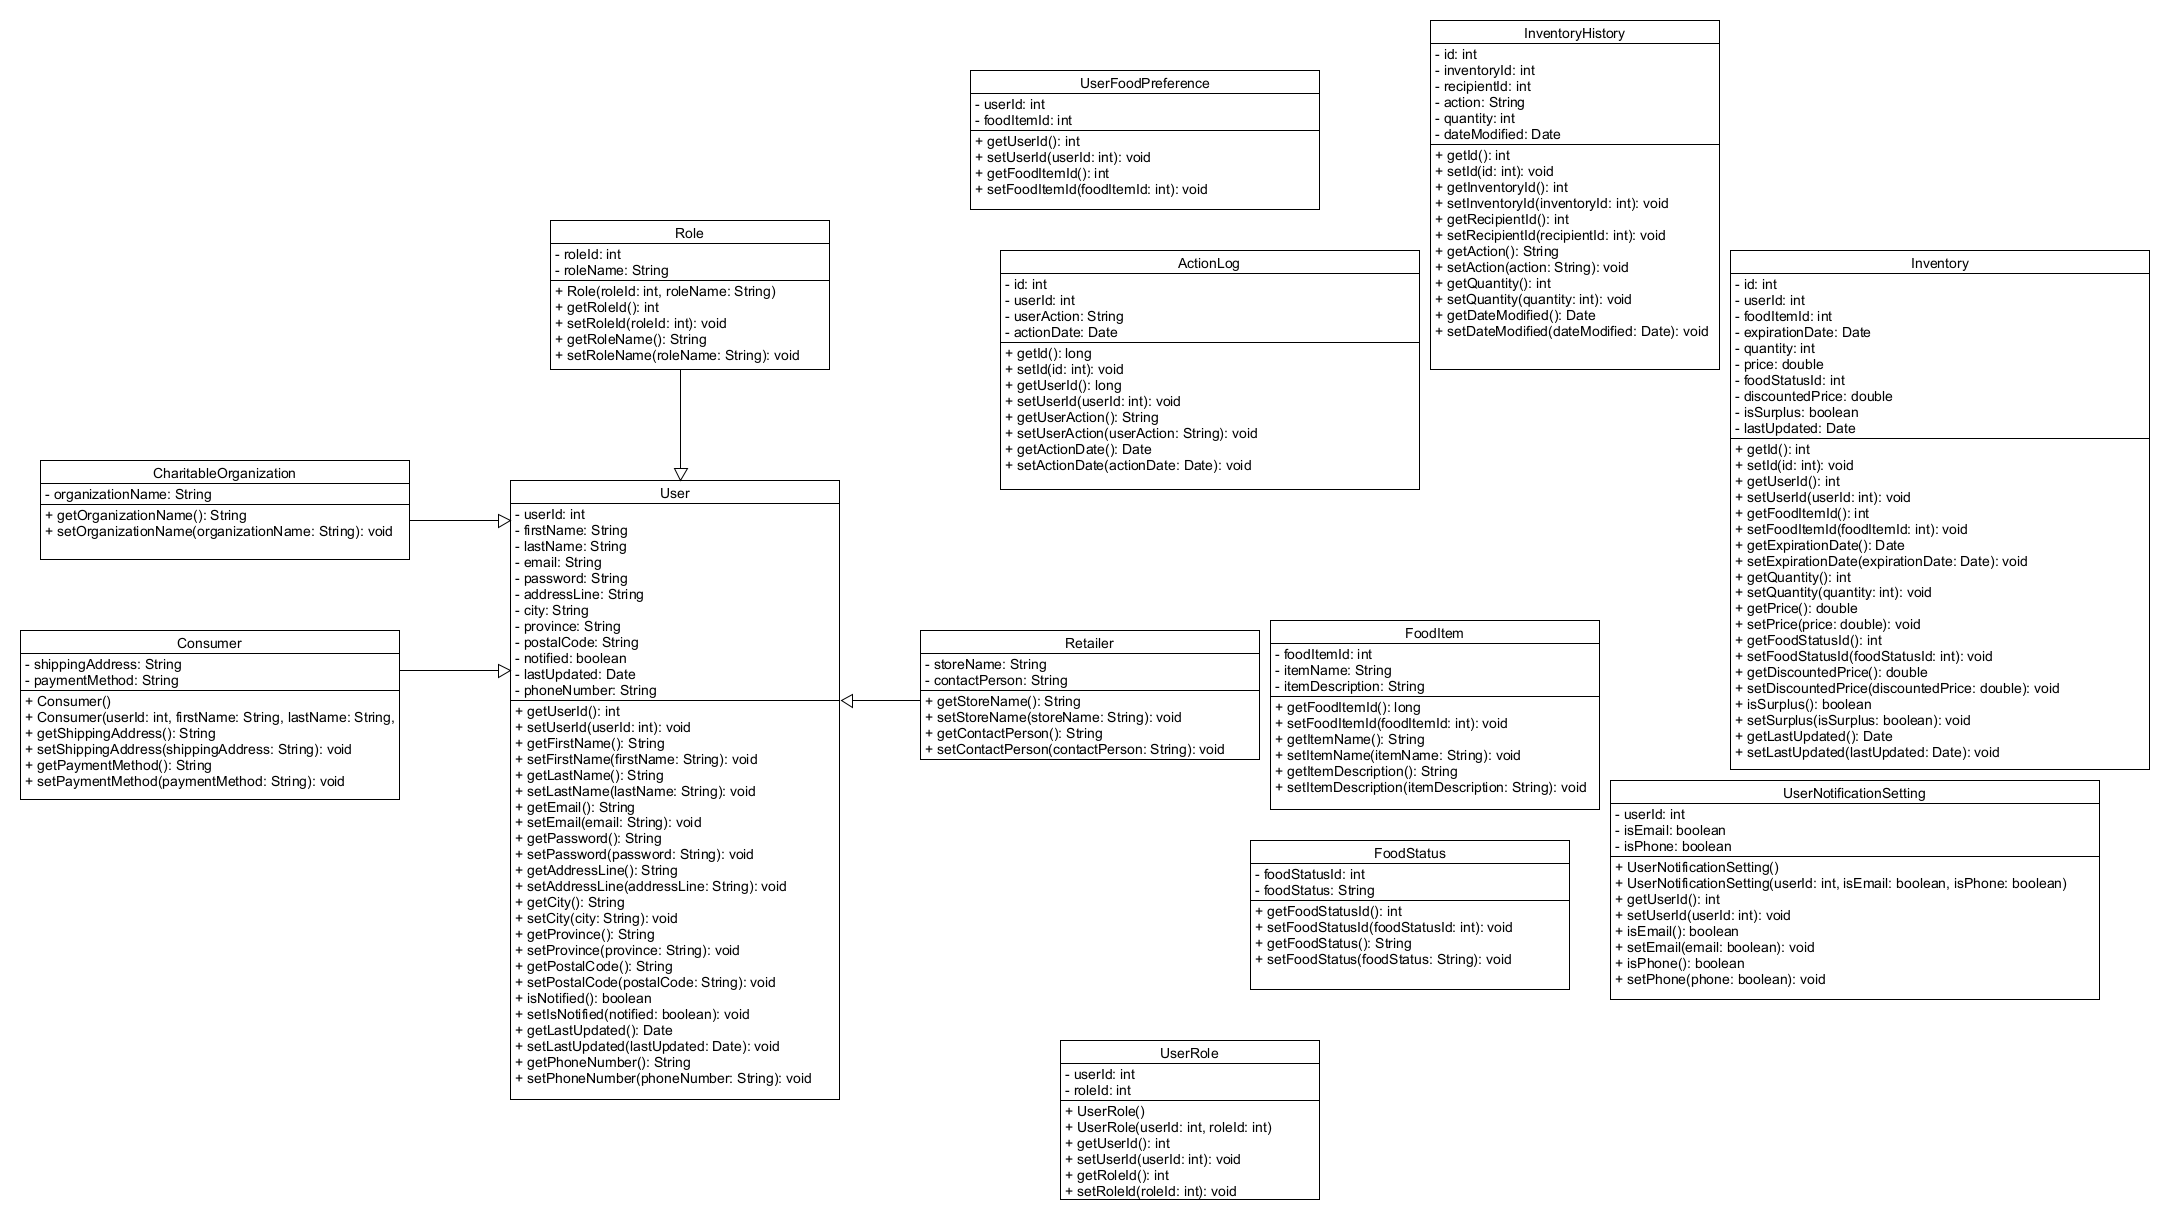 InventoryHistory
- id: int
- inventoryId: int
- recipientId: int
- action: String
- quantity: int
- dateModified: Date
+ getId(): int
+ setId(id: int): void
+ getInventoryId(): int
+ setInventoryId(inventoryId: int): void
+ getRecipientId(): int
+ setRecipientId(recipientId: int): void
+ getAction(): String
+ setAction(action: String): void
+ getQuantity(): int
+ setQuantity(quantity: int): void
+ getDateModified(): Date
+ setDateModified(dateModified: Date): void
UserFoodPreference
- userId: int
- foodItemId: int
+ getUserId(): int
+ setUserId(userId: int): void
+ getFoodItemId(): int
+ setFoodItemId(foodItemId: int): void
Role
- roleId: int
- roleName: String
+ Role(roleId: int, roleName: String)
+ getRoleId(): int
+ setRoleId(roleId: int): void
+ getRoleName(): String
+ setRoleName(roleName: String): void
ActionLog
- id: int
- userId: int
- userAction: String
- actionDate: Date
+ getId(): long
+ setId(id: int): void
+ getUserId(): long
+ setUserId(userId: int): void
+ getUserAction(): String
+ setUserAction(userAction: String): void
+ getActionDate(): Date
+ setActionDate(actionDate: Date): void
Inventory
- id: int
- userId: int
- foodItemId: int
- expirationDate: Date
- quantity: int
- price: double
- foodStatusId: int
- discountedPrice: double
- isSurplus: boolean
- lastUpdated: Date
+ getId(): int
+ setId(id: int): void
+ getUserId(): int
+ setUserId(userId: int): void
+ getFoodItemId(): int
+ setFoodItemId(foodItemId: int): void
+ getExpirationDate(): Date
+ setExpirationDate(expirationDate: Date): void
+ getQuantity(): int
+ setQuantity(quantity: int): void
+ getPrice(): double
+ setPrice(price: double): void
+ getFoodStatusId(): int
+ setFoodStatusId(foodStatusId: int): void
+ getDiscountedPrice(): double
+ setDiscountedPrice(discountedPrice: double): void
+ isSurplus(): boolean
+ setSurplus(isSurplus: boolean): void
+ getLastUpdated(): Date
+ setLastUpdated(lastUpdated: Date): void
CharitableOrganization
- organizationName: String
+ getOrganizationName(): String
+ setOrganizationName(organizationName: String): void
User
- userId: int
- firstName: String
- lastName: String
- email: String
- password: String
- addressLine: String
- city: String
- province: String
- postalCode: String
- notified: boolean
- lastUpdated: Date
- phoneNumber: String
+ getUserId(): int
+ setUserId(userId: int): void
+ getFirstName(): String
+ setFirstName(firstName: String): void
+ getLastName(): String
+ setLastName(lastName: String): void
+ getEmail(): String
+ setEmail(email: String): void
+ getPassword(): String
+ setPassword(password: String): void
+ getAddressLine(): String
+ setAddressLine(addressLine: String): void
+ getCity(): String
+ setCity(city: String): void
+ getProvince(): String
+ setProvince(province: String): void
+ getPostalCode(): String
+ setPostalCode(postalCode: String): void
+ isNotified(): boolean
+ setIsNotified(notified: boolean): void
+ getLastUpdated(): Date
+ setLastUpdated(lastUpdated: Date): void
+ getPhoneNumber(): String
+ setPhoneNumber(phoneNumber: String): void
Consumer
- shippingAddress: String
- paymentMethod: String
+ Consumer()
+ Consumer(userId: int, firstName: String, lastName: String,
+ getShippingAddress(): String
+ setShippingAddress(shippingAddress: String): void
+ getPaymentMethod(): String
+ setPaymentMethod(paymentMethod: String): void
Retailer
- storeName: String
- contactPerson: String
+ getStoreName(): String
+ setStoreName(storeName: String): void
+ getContactPerson(): String
+ setContactPerson(contactPerson: String): void
FoodItem
- foodItemId: int
- itemName: String
- itemDescription: String
+ getFoodItemId(): long
+ setFoodItemId(foodItemId: int): void
+ getItemName(): String
+ setItemName(itemName: String): void
+ getItemDescription(): String
+ setItemDescription(itemDescription: String): void
UserNotificationSetting
- userId: int
- isEmail: boolean
- isPhone: boolean
+ UserNotificationSetting()
+ UserNotificationSetting(userId: int, isEmail: boolean, isPhone: boolean)
+ getUserId(): int
+ setUserId(userId: int): void
+ isEmail(): boolean
+ setEmail(email: boolean): void
+ isPhone(): boolean
+ setPhone(phone: boolean): void
FoodStatus
- foodStatusId: int
- foodStatus: String
+ getFoodStatusId(): int
+ setFoodStatusId(foodStatusId: int): void
+ getFoodStatus(): String
+ setFoodStatus(foodStatus: String): void
UserRole
- userId: int
- roleId: int
+ UserRole()
+ UserRole(userId: int, roleId: int)
+ getUserId(): int
+ setUserId(userId: int): void
+ getRoleId(): int
+ setRoleId(roleId: int): void